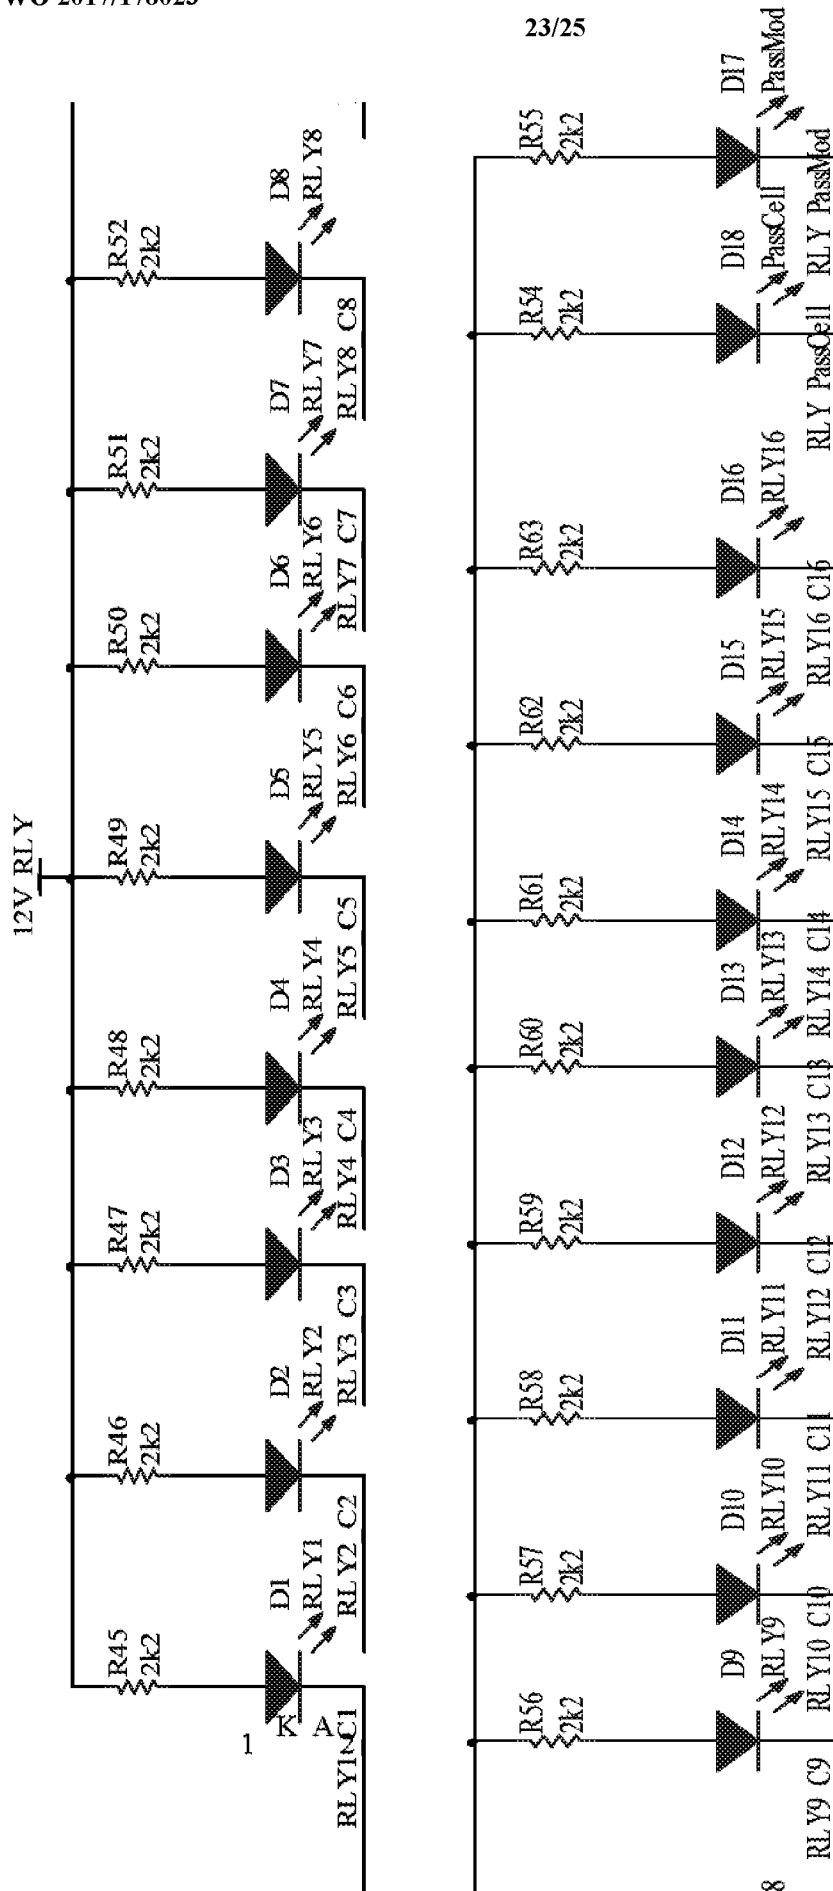 23/25
12V RLY
R52
2k2
D8
RLY8
R51
2k2
D7
RLY7
RLY8 C8
R50
2k2
D6
RLY6
RLY7 C7
R49
2k2
D5
RLY5
RLY6 C6
R48
2k2
D4
RLY4
RLY5 C5
R47
2k2
D3
RLY3
RLY4 C4
R46
2k2
D2
RLY2
RLY3 C3
R45
2k2
D1
RLY1
RLY2 C2
1
K A
2
RLY1 C1
R55
2k2
D17
PassMod
RLY PassMod
R54
2k2
D18
PassCell
RLY PassCell
R63
2k2
D16
RLY16
RLY16 C16
R62
2k2
D15
RLY15
RLY15 C15
R61
2k2
D14
RLY14
RLY14 C14
R60
2k2
D13
RLY13
RLY13 C13
R59
2k2
D12
RLY12
RLY12 C12
R58
2k2
D11
RLY11
RLY11 C11
R57
2k2
D10
RLY10
RLY10 C10
R56
2k2
D9
RLY9
RLY9 C9
8